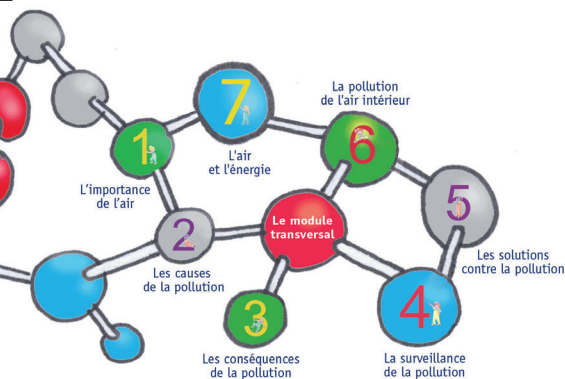 7
La pollution
de l'air intérieur
1
6
L'air
et l'énergie
L'importance
de l'air
5
Le module
transversal
2
Les solutions
contre la pollution
Les causes
de la pollution
4
3
Les conséquences
de la pollution
La surveillance
de la pollution